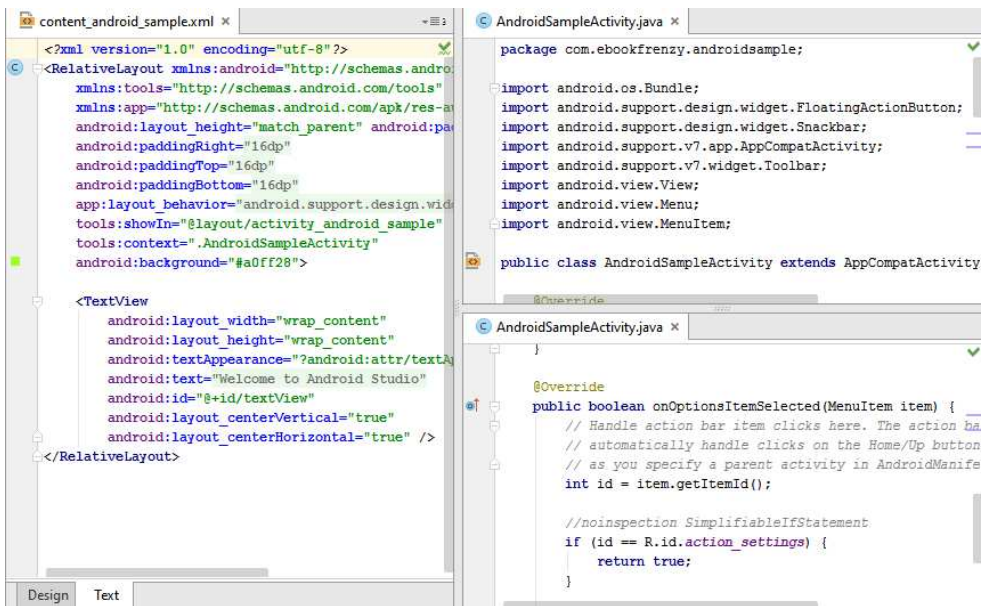 content_android_sample.xml
<?xml version="1.0" encoding="utf-8"?>
<RelativeLayout xmlns:android="http://schemas.andro
xmlns:tools="http://schemas.android.com/tools"
xmlns:app="http://schemas.android.com/apk/res-a
android:layout_height="match_parent" android:pa
android:paddingRight="16dp"
android:paddingTop="16dp"
android:paddingBottom="16dp"
app:layout_behavior="android.support.design.wid
tools:showIn="@layout/activity_android_sample"
tools:context=".AndroidSampleActivity"
android:background="#a0ff28">
<TextView
android:layout_width="wrap_content"
android:layout_height="wrap_content"
android:textAppearance="?android:attr/textA
android:text="Welcome to Android Studio"
android:id="@+id/textView"
android:layout_centerVertical="true"
android:layout_centerHorizontal="true" />
</RelativeLayout>
Design Text
AndroidSampleActivity.java
package com.ebookfrenzy.androidsample;
import android.os.Bundle;
import android.support.design.widget.FloatingActionButton;
import android.support.design.widget.Snackbar;
import android.support.v7.app.AppCompatActivity;
import android.support.v7.widget.Toolbar;
import android.view.View;
import android.view.Menu;
import android.view.MenuItem;
public class AndroidSampleActivity extends AppCompatActivity
@Override
AndroidSampleActivity.java
}
@Override
public boolean onOptionsItemSelected(MenuItem item) {
// Handle action bar item clicks here. The action ba
// automatically handle clicks on the Home/Up button
// as you specify a parent activity in AndroidManife
int id = item.getItemId();
//noinspection SimplifiableIfStatement
if (id == R.id.action_settings) {
return true;
}